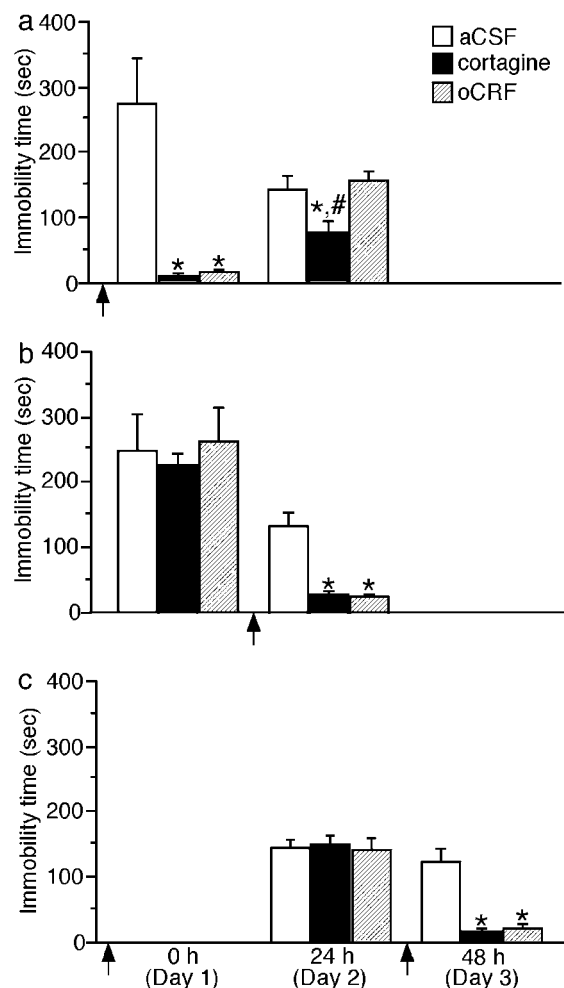 a
400
300
200
100
0
Immobility time (sec)
aCSF
cortagine
oCRF
* * *,#
b
400
300
200
100
0
Immobility time (sec)
* *
c
400
300
200
100
0
Immobility time (sec)
* *
0 h 24 h 48 h
(Day 1) (Day 2) (Day 3)